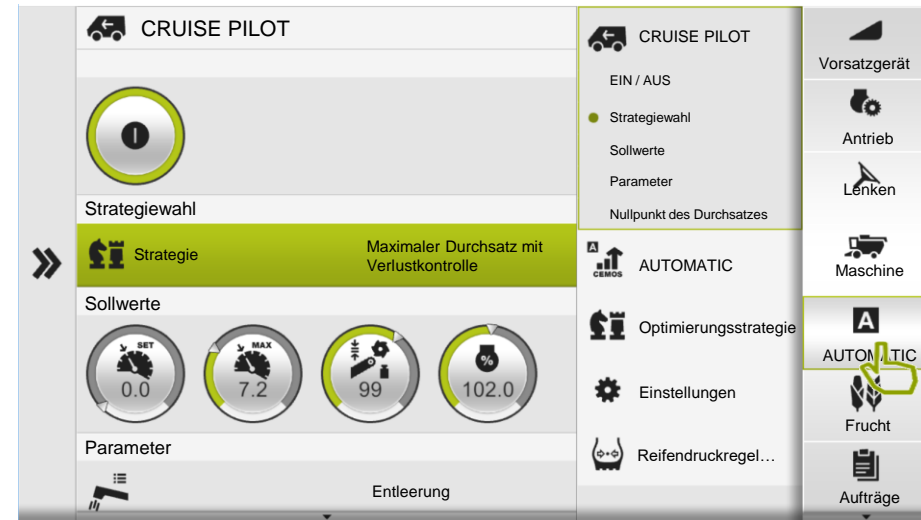 CRUISE PILOT
Strategiewahl
Strategie
Maximaler Durchsatz mit
Verlustkontrolle
Sollwerte
SET
0.0
MAX
7.2
99
%
102.0
Parameter
Entleerung
CRUISE PILOT
EIN / AUS
Strategiewahl
Sollwerte
Parameter
Nullpunkt des Durchsatzes
A
CEMOS
AUTOMATIC
Optimierungsstrategie
Einstellungen
Reifendruckregel…
Vorsatzgerät
Antrieb
Lenken
Maschine
A
AUTOMATIC
Frucht
Aufträge